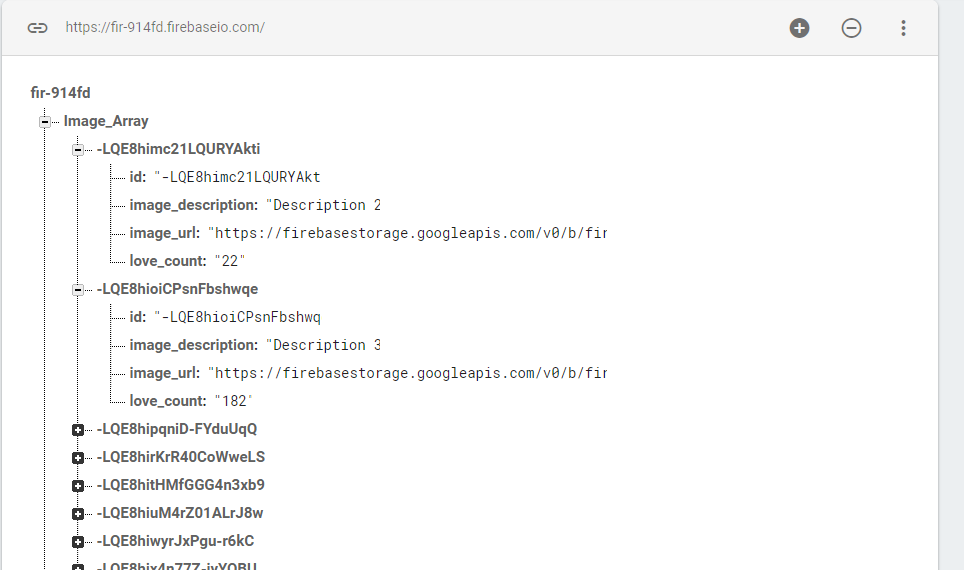 https://fir-914fd.firebaseio.com/
fir-914fd
Image_Array
-LQE8himc21LQURYAkti
id: "-LQE8himc21LQURYAkt
image_description: "Description 2
image_url: "https://firebasestorage.googleapis.com/v0/b/fir
love_count: "22"
-LQE8hioiCPsnFbshwqe
id: "-LQE8hioiCPsnFbshwq
image_description: "Description 3
image_url: "https://firebasestorage.googleapis.com/v0/b/fir
love_count: "182"
-LQE8hipqniD-FYduUqQ
-LQE8hirKrR40CoWweLS
-LQE8hitHMfGGG4n3xb9
-LQE8hiuM4rZ01ALrJ8w
-LQE8hiwyrJxPgu-r6kC